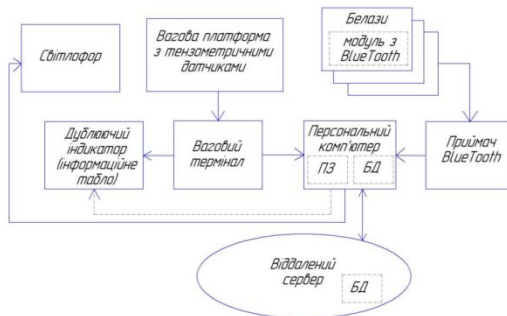 Світлофор
Вагова платформа
з тензометричними
датчиками
Белази
модуль з
BlueTooth
Дублюючий
індикатор
(інформаційне
табло)
Ваговий
термінал
Персональний
комп'ютер
ПЗ
БД
Приймач
BlueTooth
Віддалений
сервер
БД